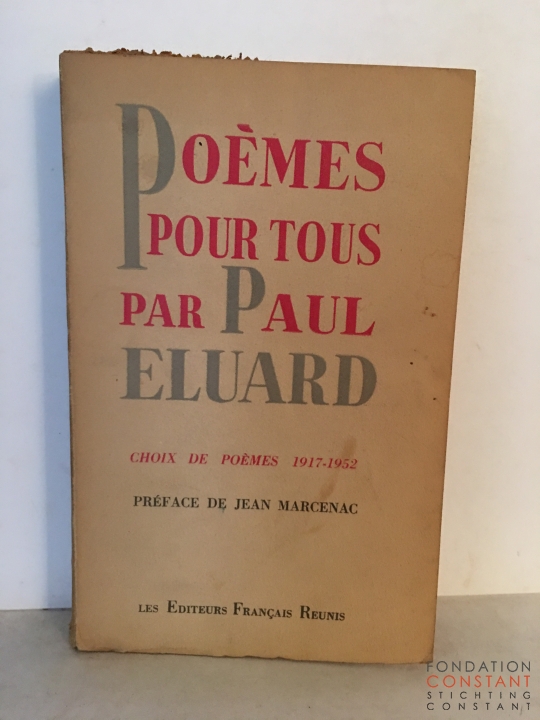 POÈMES
POUR TOUS
PAR PAUL
ELUARD
CHOIX DE POÈMES 1917-1952
PRÉFACE DE JEAN MARCENAC
LES EDITEURS FRANÇAIS REUNIS
FONDATION
CONSTANT
STICHTING
CONSTANT